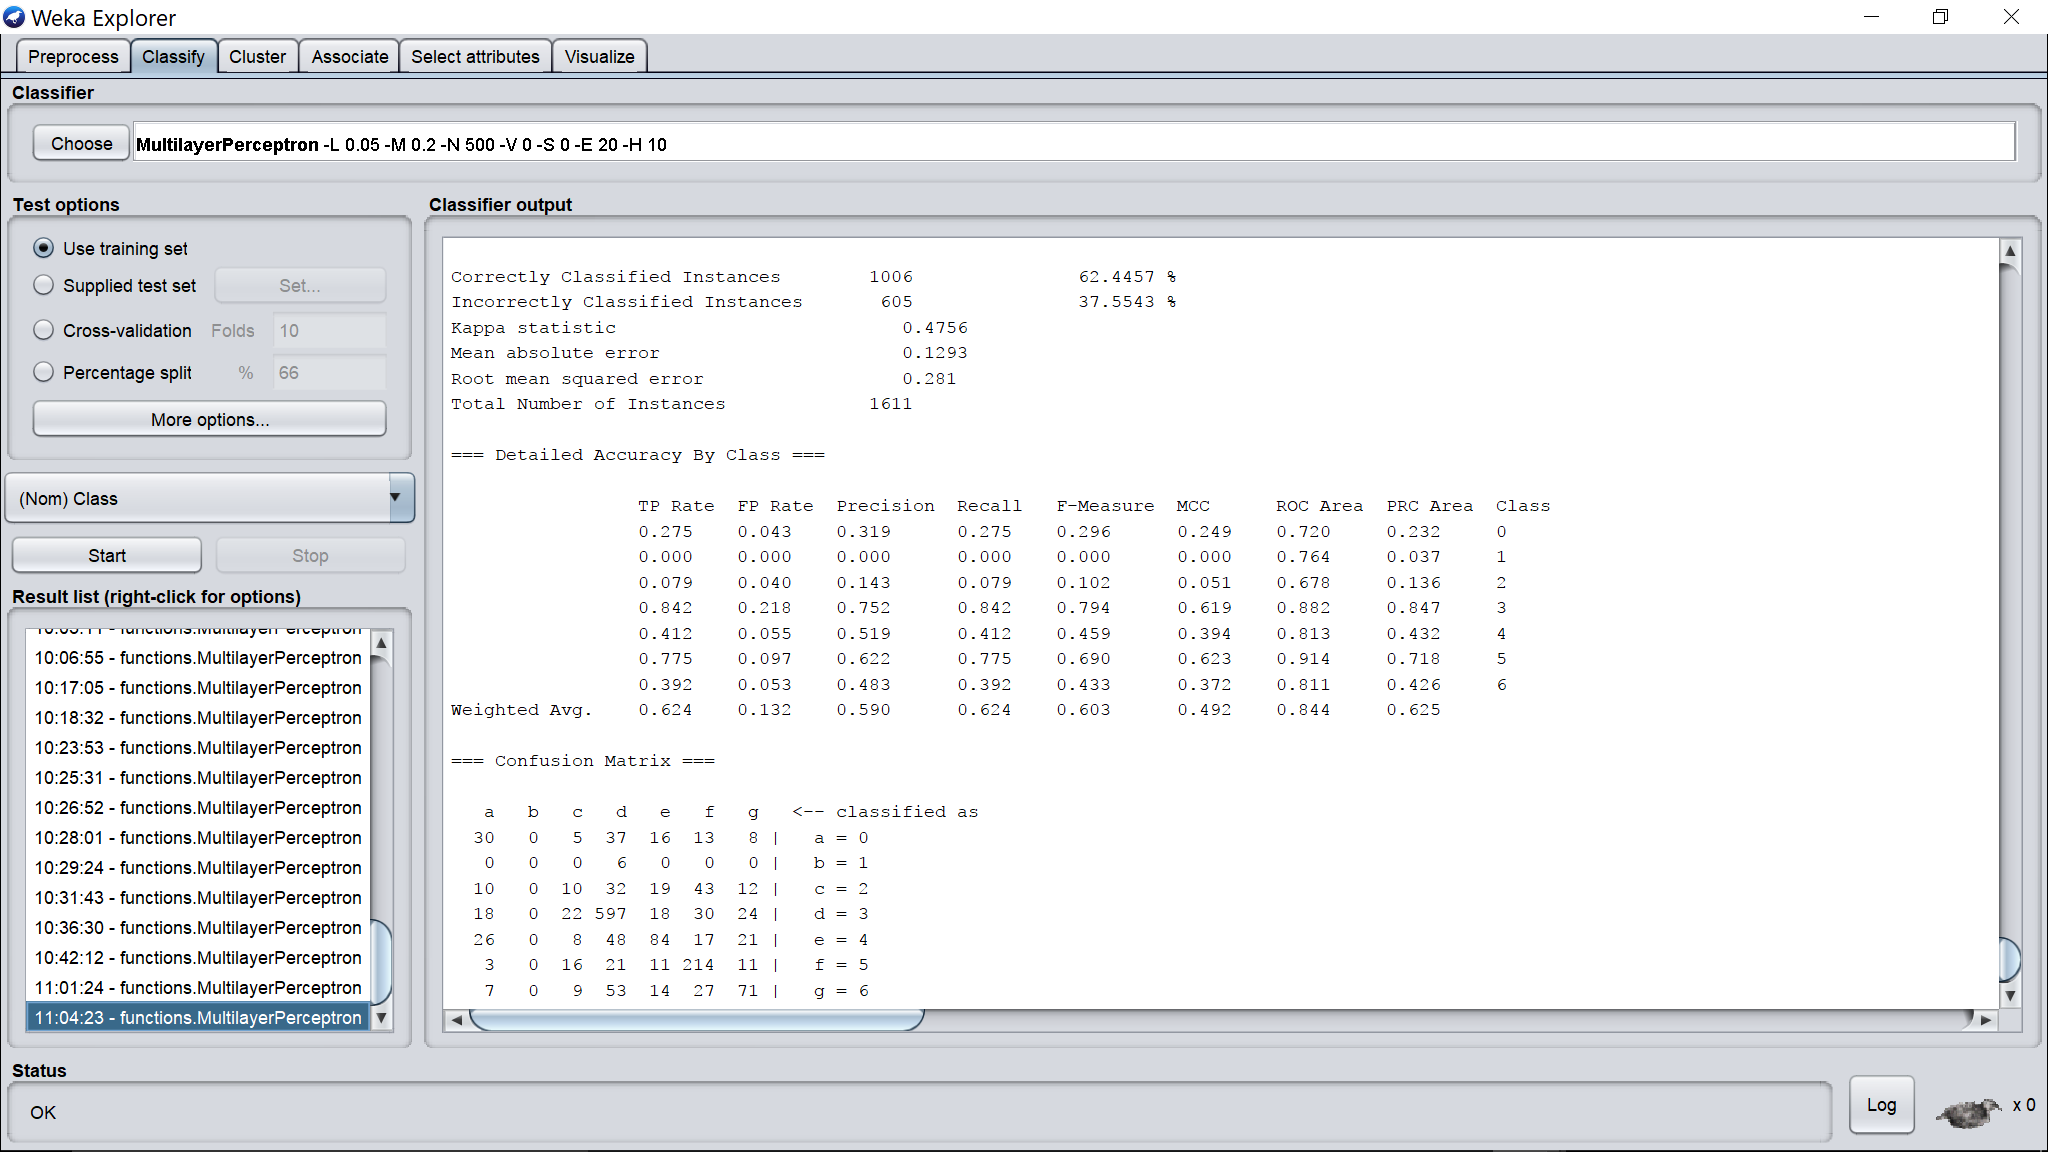 Weka Explorer
Preprocess Classify Cluster Associate Select attributes Visualize
Classifier
Choose MultilayerPerceptron -L 0.05 -M 0.2 -N 500 -V 0 -S 0 -E 20 -H 10
Test options
Use training set
Supplied test set Set...
Cross-validation Folds 10
Percentage split % 66
More options...
(Nom) Class
Start Stop
Result list (right-click for options)
10:06:55 - functions.MultilayerPerceptron
10:17:05 - functions.MultilayerPerceptron
10:18:32 - functions.MultilayerPerceptron
10:23:53 - functions.MultilayerPerceptron
10:25:31 - functions.MultilayerPerceptron
10:26:52 - functions.MultilayerPerceptron
10:28:01 - functions.MultilayerPerceptron
10:29:24 - functions.MultilayerPerceptron
10:31:43 - functions.MultilayerPerceptron
10:36:30 - functions.MultilayerPerceptron
10:42:12 - functions.MultilayerPerceptron
11:01:24 - functions.MultilayerPerceptron
11:04:23 - functions.MultilayerPerceptron
Classifier output
Correctly Classified Instances 1006 62.4457 %
Incorrectly Classified Instances 605 37.5543 %
Kappa statistic 0.4756
Mean absolute error 0.1293
Root mean squared error 0.281
Total Number of Instances 1611
=== Detailed Accuracy By Class ===
TP Rate FP Rate Precision Recall F-Measure MCC ROC Area PRC Area Class
0.275 0.043 0.319 0.275 0.296 0.249 0.720 0.232 0
0.000 0.000 0.000 0.000 0.000 0.000 0.764 0.037 1
0.079 0.040 0.143 0.079 0.102 0.051 0.678 0.136 2
0.842 0.218 0.752 0.842 0.794 0.619 0.882 0.847 3
0.412 0.055 0.519 0.412 0.459 0.394 0.813 0.432 4
0.775 0.097 0.622 0.775 0.690 0.623 0.914 0.718 5
0.392 0.053 0.483 0.392 0.433 0.372 0.811 0.426 6
Weighted Avg. 0.624 0.132 0.590 0.624 0.603 0.492 0.844 0.625
=== Confusion Matrix ===
a b c d e f g <-- classified as
30 0 5 37 16 13 8 | a = 0
0 0 0 6 0 0 0 | b = 1
10 0 10 32 19 43 12 | c = 2
18 0 22 597 18 30 24 | d = 3
26 0 8 48 84 17 21 | e = 4
3 0 16 21 11 214 11 | f = 5
7 0 9 53 14 27 71 | g = 6
Status
OK
Log x 0